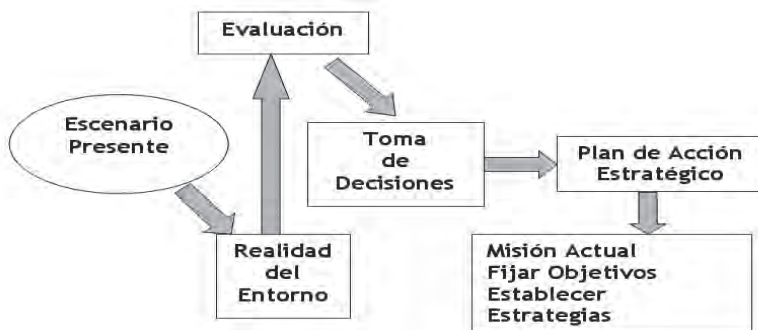 Evaluación
Escenario
Presente
Toma
de
Decisiones
Plan de Acción
Estratégico
Realidad
del
Entorno
Misión Actual
Fijar Objetivos
Establecer
Estrategias